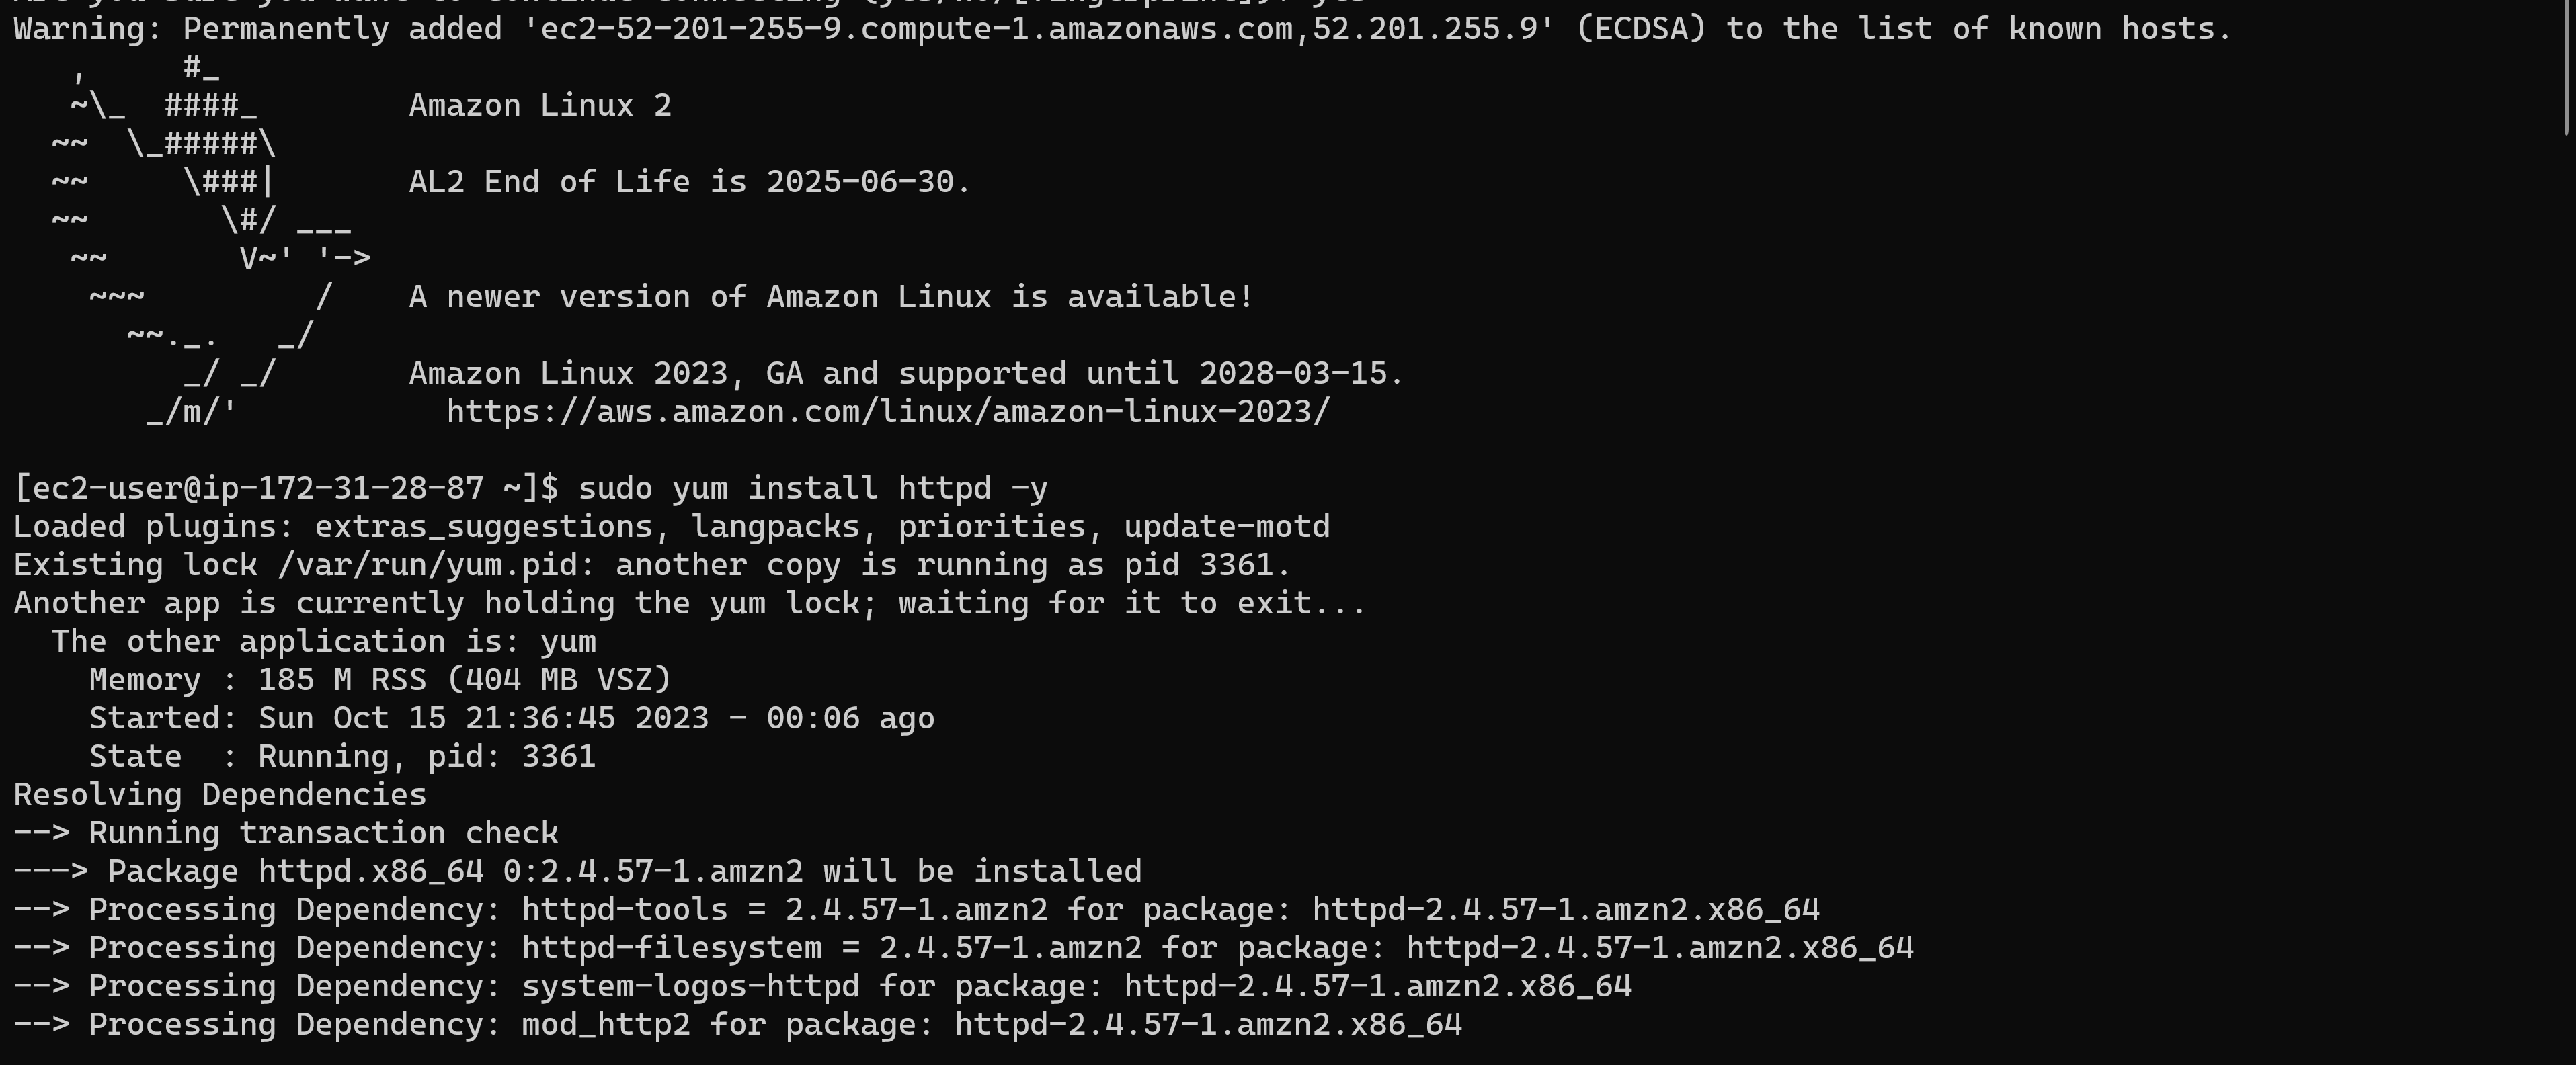 Warning: Permanently added 'ec2-52-201-255-9.compute-1.amazonaws.com,52.201.255.9' (ECDSA) to the list of known hosts.
   ,     #_
   ~\_  ####_        Amazon Linux 2
  ~~  \_#####\
  ~~     \###|       AL2 End of Life is 2025-06-30.
  ~~       \#/ ___
   ~~       V~' '->
    ~~~         /    A newer version of Amazon Linux is available!
      ~~._.   _/
         _/ _/       Amazon Linux 2023, GA and supported until 2028-03-15.
       _/m/'           https://aws.amazon.com/linux/amazon-linux-2023/

[ec2-user@ip-172-31-28-87 ~]$ sudo yum install httpd -y
Loaded plugins: extras_suggestions, langpacks, priorities, update-motd
Existing lock /var/run/yum.pid: another copy is running as pid 3361.
Another app is currently holding the yum lock; waiting for it to exit...
  The other application is: yum
    Memory : 185 M RSS (404 MB VSZ)
    Started: Sun Oct 15 21:36:45 2023 - 00:06 ago
    State  : Running, pid: 3361
Resolving Dependencies
--> Running transaction check
---> Package httpd.x86_64 0:2.4.57-1.amzn2 will be installed
--> Processing Dependency: httpd-tools = 2.4.57-1.amzn2 for package: httpd-2.4.57-1.amzn2.x86_64
--> Processing Dependency: httpd-filesystem = 2.4.57-1.amzn2 for package: httpd-2.4.57-1.amzn2.x86_64
--> Processing Dependency: system-logos-httpd for package: httpd-2.4.57-1.amzn2.x86_64
--> Processing Dependency: mod_http2 for package: httpd-2.4.57-1.amzn2.x86_64